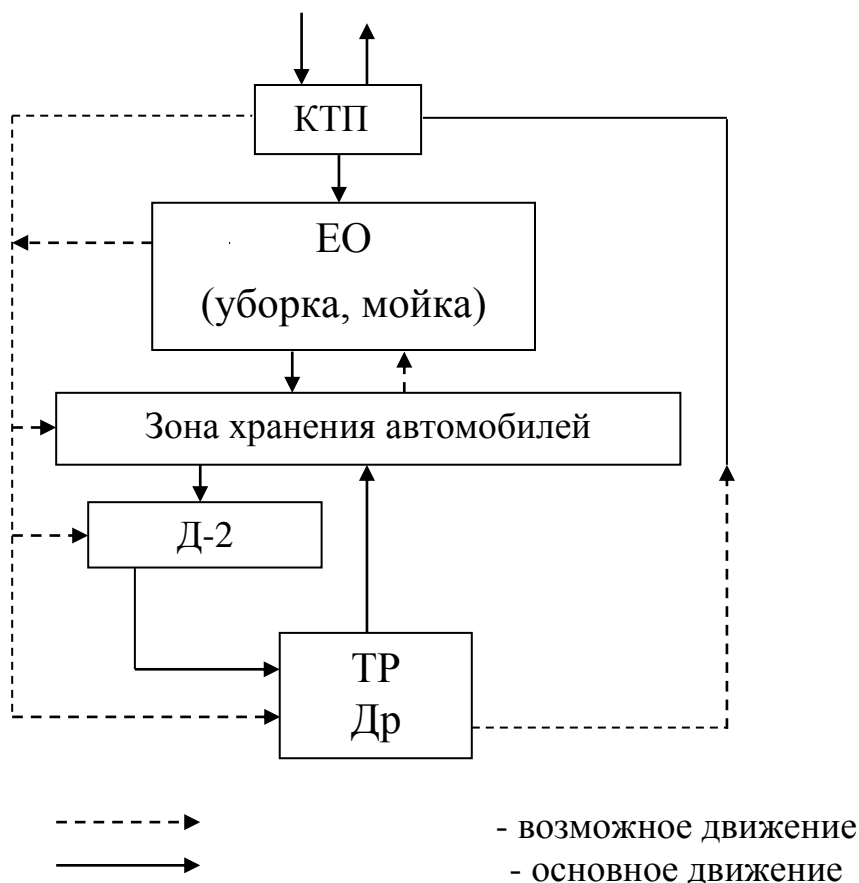 КТП
ЕО
(уборка, мойка)
Зона хранения автомобилей
Д-2
ТР
Др
- возможное движение
- основное движение